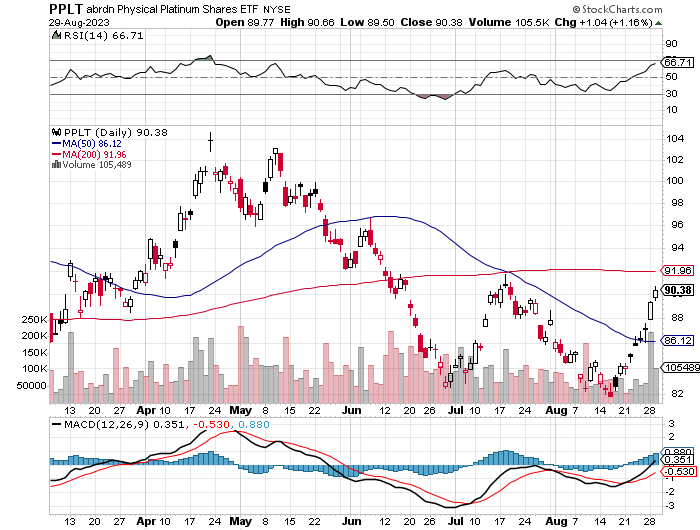 PPLT abrdn Physical Platinum Shares ETF NYSE © StockCharts.com
29-Aug-2023 Open 89.77 High 90.66 Low 89.50 Close 90.38 Volume 105.5K Chg +1.04 (+1.16%)
RSI(14) 66.71
90
66.71
50
30
10
PPLT (Daily) 90.38
MA(50) 86.12
MA(200) 91.96
Volume 105,489
104
102
100
98
96
94
91.96
90.38
88
86.12
105489
82
250K
200K
150K
100K
50000
13 20 27 Apr 10 17 24 May 8 15 22 Jun 12 20 26 Jul 10 17 24 Aug 7 14 21 28
MACD(12,26,9) 0.351, -0.530, 0.880
3
2
0.880
0.351
-0.530
-2
-3
13 20 27 Apr 10 17 24 May 8 15 22 Jun 12 20 26 Jul 10 17 24 Aug 7 14 21 28